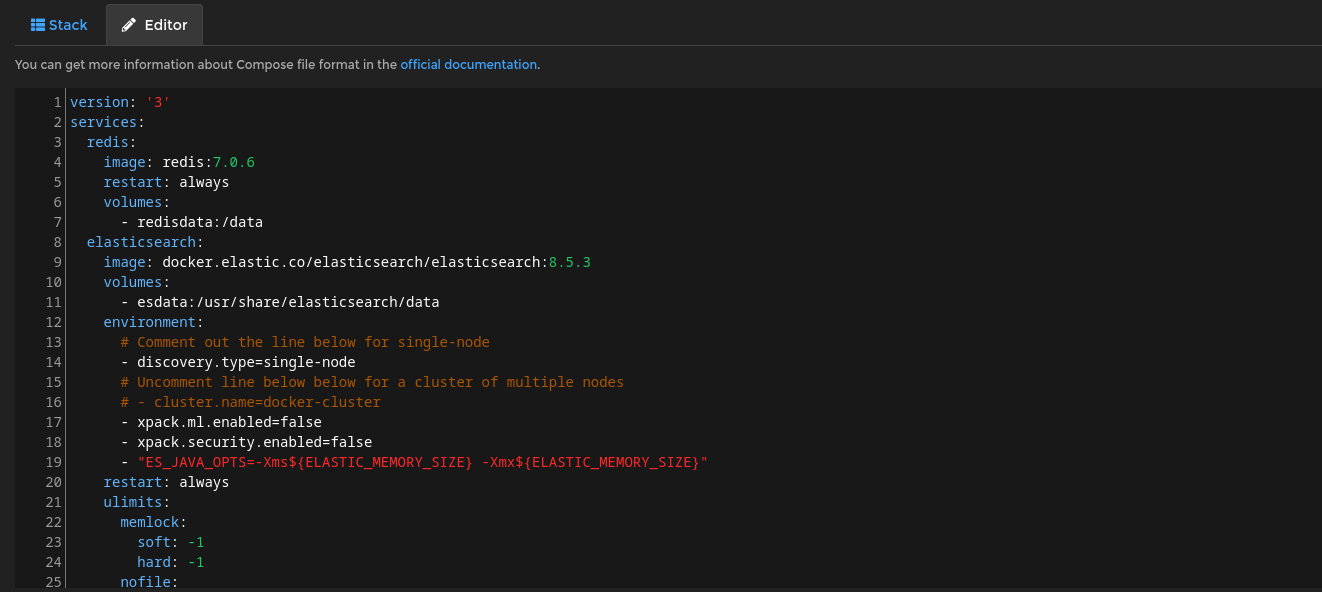 Stack Editor
You can get more information about Compose file format in the official documentation.
1 version: '3'
2 services:
3   redis:
4     image: redis:7.0.6
5     restart: always
6     volumes:
7       - redisdata:/data
8   elasticsearch:
9     image: docker.elastic.co/elasticsearch/elasticsearch:8.5.3
10     volumes:
11       - esdata:/usr/share/elasticsearch/data
12     environment:
13       # Comment out the line below for single-node
14       - discovery.type=single-node
15       # Uncomment line below below for a cluster of multiple nodes
16       # - cluster.name=docker-cluster
17       - xpack.ml.enabled=false
18       - xpack.security.enabled=false
19       - "ES_JAVA_OPTS=-Xms${ELASTIC_MEMORY_SIZE} -Xmx${ELASTIC_MEMORY_SIZE}"
20     restart: always
21     ulimits:
22       memlock:
23         soft: -1
24         hard: -1
25       nofile: